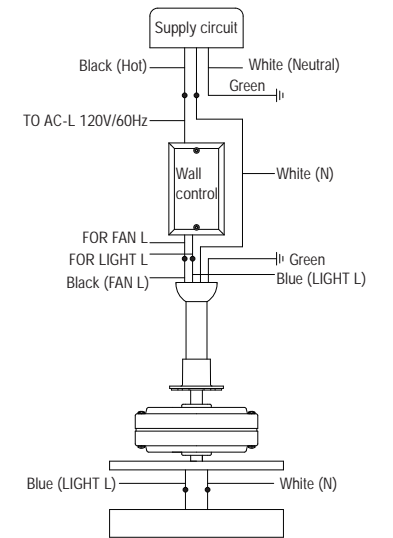 Supply circuit
Black (Hot)
White (Neutral)
Green
TO AC-L 120V/60Hz
Wall
control
White (N)
FOR FAN L
FOR LIGHT L
Green
Black (FAN L)
Blue (LIGHT L)
Blue (LIGHT L)
White (N)